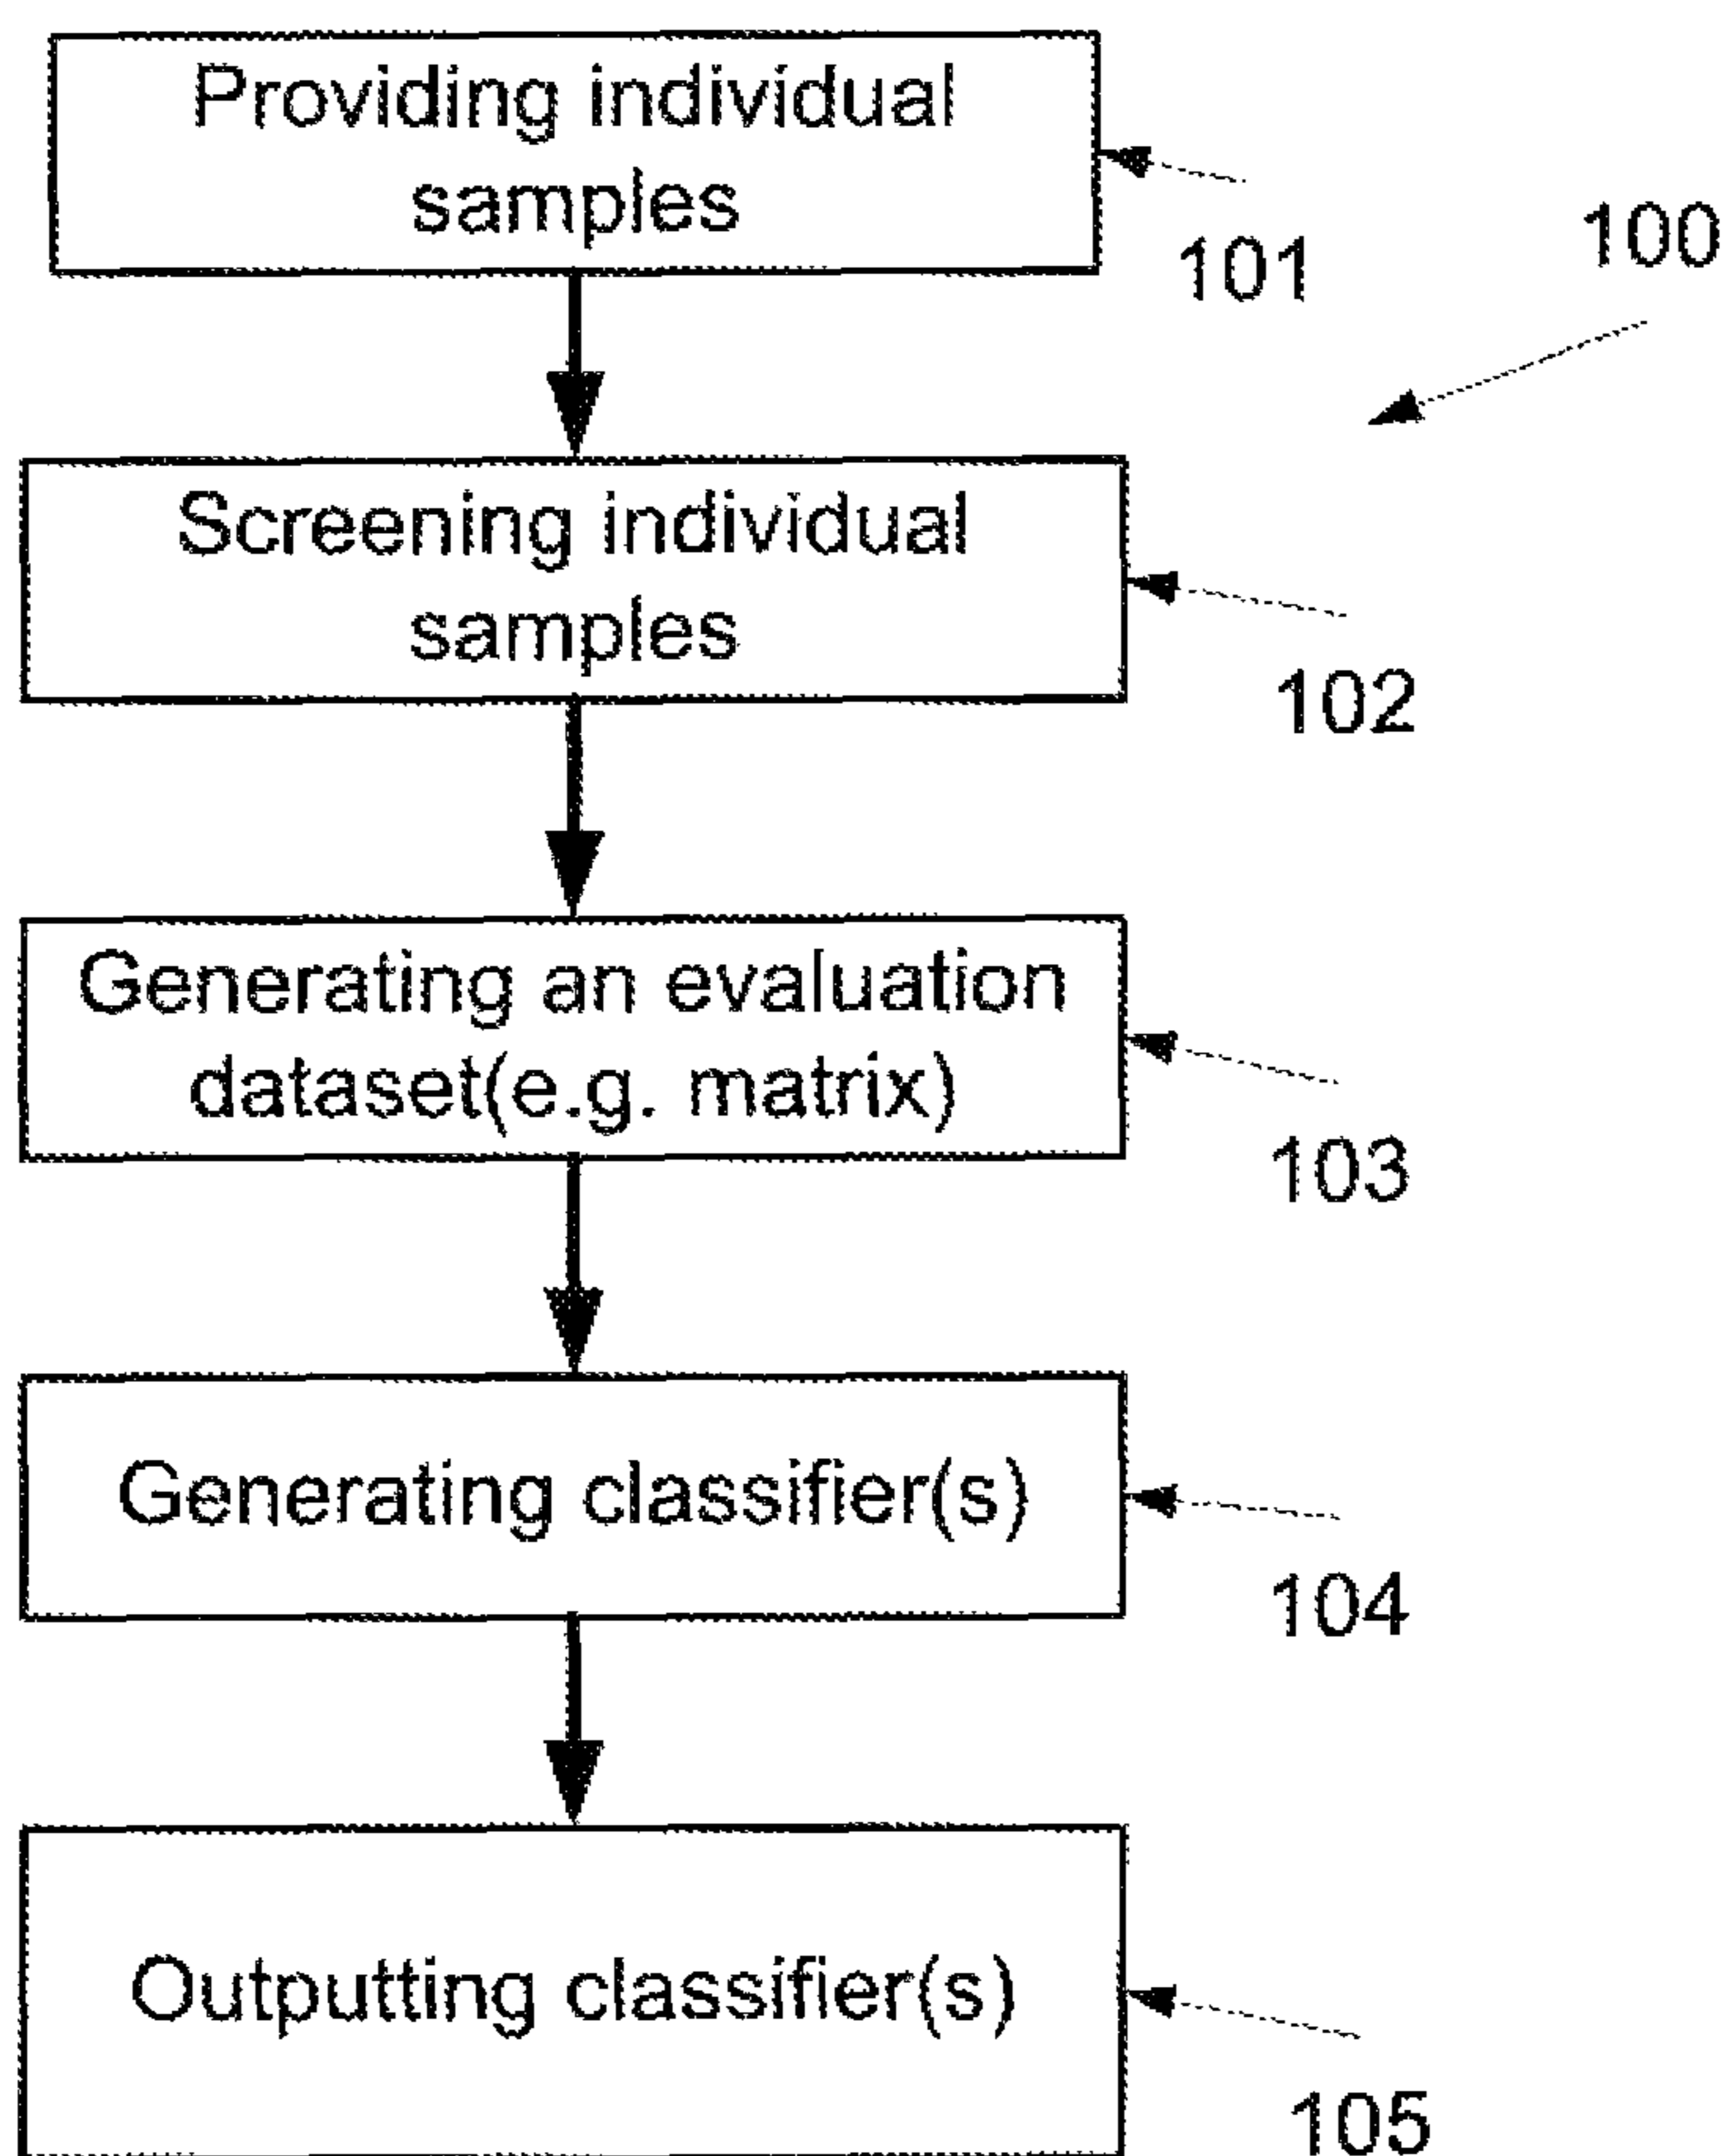 Providing individual
samples
101
100
Screening individual
samples
102
Generating an evaluation
dataset(e.g. matrix)
103
Generating classifier(s)
104
Outputting classifier(s)
105